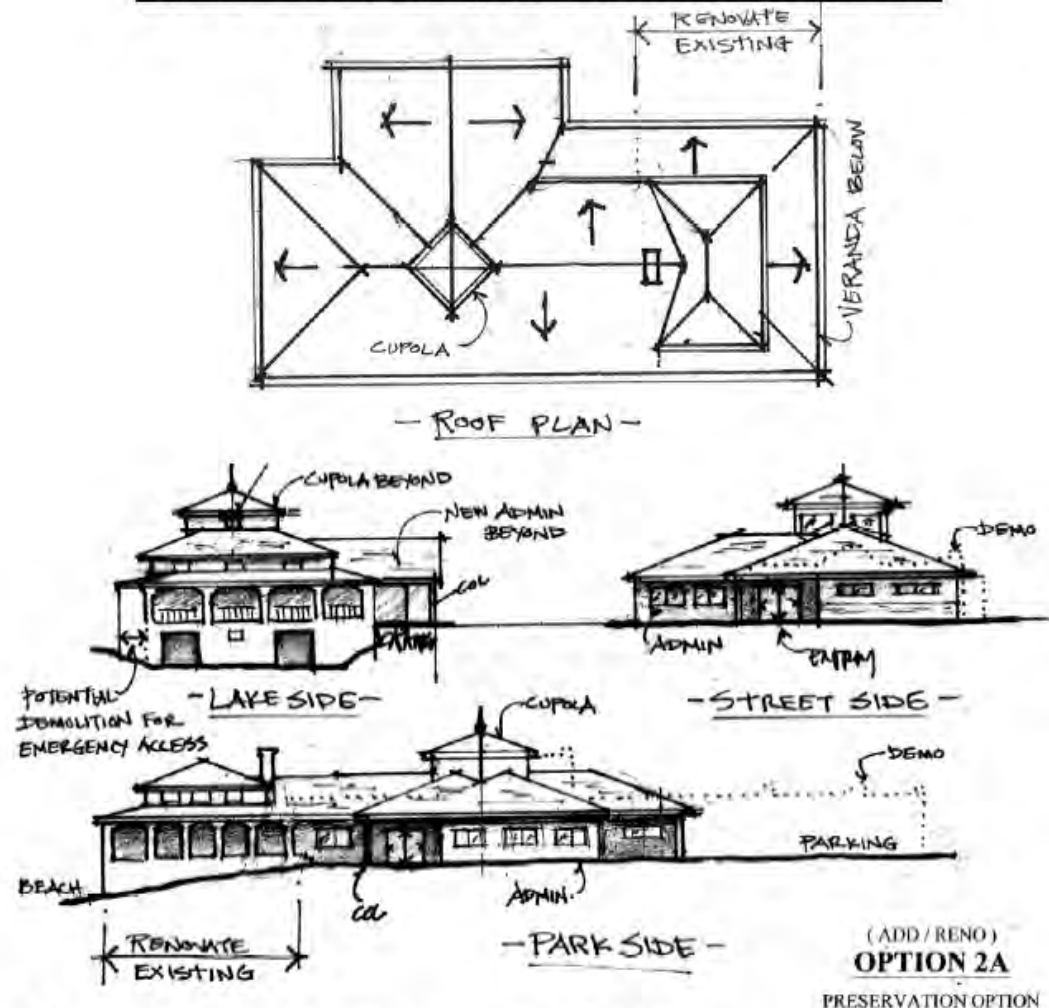 RENOVATE
EXISTING
VERANDA BELOW
CUPOLA
- ROOF PLAN -
CUPOLA BEYOND
NEW ADMIN
BEYOND
COL
DEMO
ADMIN
ENTRY
POTENTIAL
DEMOLITION FOR
EMERGENCY ACCESS
- LAKE SIDE -
- STREET SIDE -
CUPOLA
DEMO
PARKING
BEACH
COL
ADMIN.
RENOVATE
EXISTING
- PARK SIDE -
( ADD / RENO )
OPTION 2A
PRESERVATION OPTION